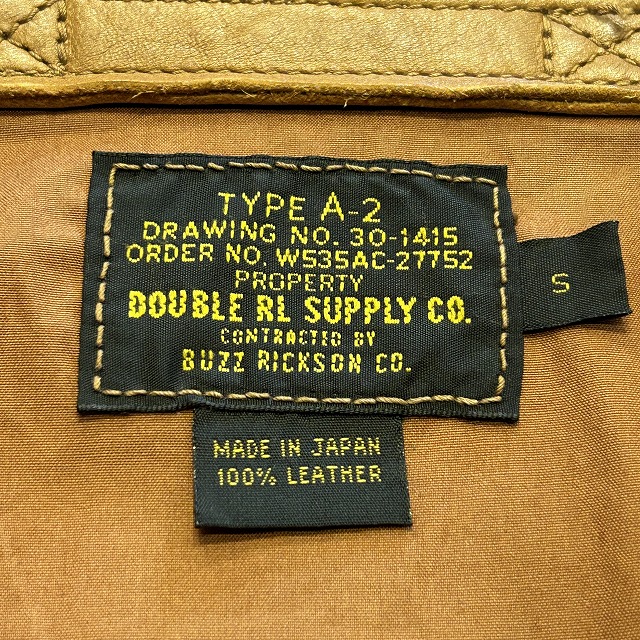 TYPE A-2
DRAWING NO. 30-1415
ORDER NO. W535AC-27752
PROPERTY
DOUBLE RL SUPPLY CO.
CONTRACTED BY
BUZZ RICKSON CO.
S
MADE IN JAPAN
100% LEATHER